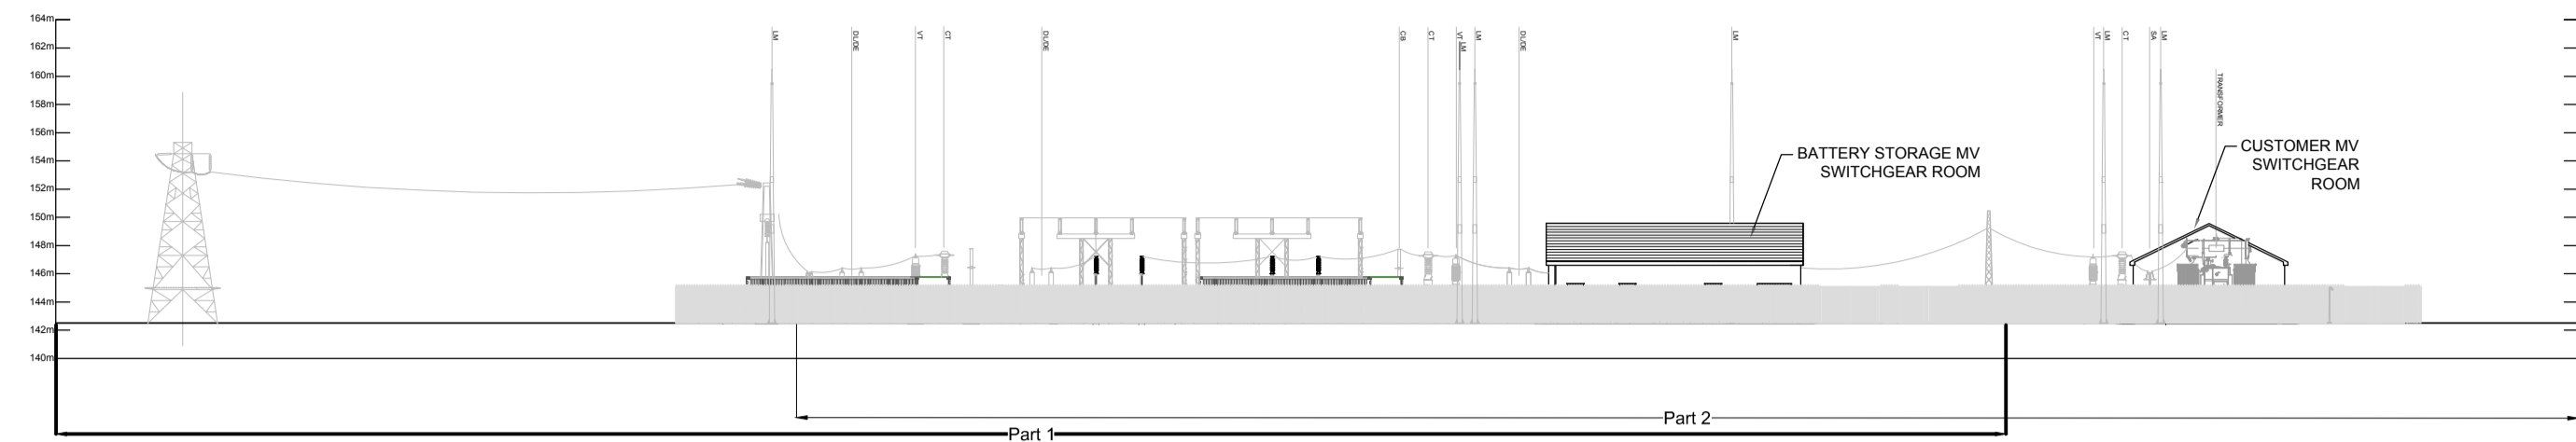 164m
162m
160m
158m
156m
154m
152m
150m
148m
146m
144m
142m
140m
LM
DL/DE
VT
CT
DL/DE
CB
CT
VT
LM
LM
DL/DE
LM
VT
LM
CT
SA
LM
TRANSFORMER
BATTERY STORAGE MV
SWITCHGEAR ROOM
CUSTOMER MV
SWITCHGEAR
ROOM
Part 2
Part 1